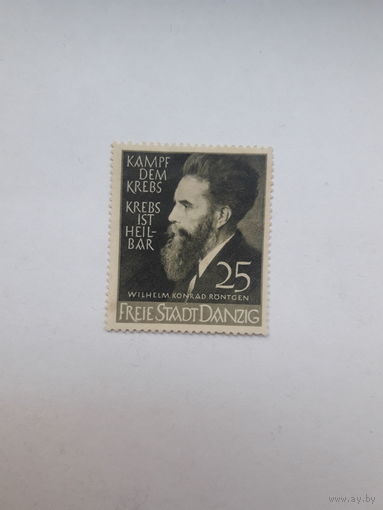 KAMPF
DEM
KREBS
KREBS
IST
HEIL-
BAR
25
WILHELM KONRAD RÖNTGEN
FREIE STADT DANZIG
www.ay.by